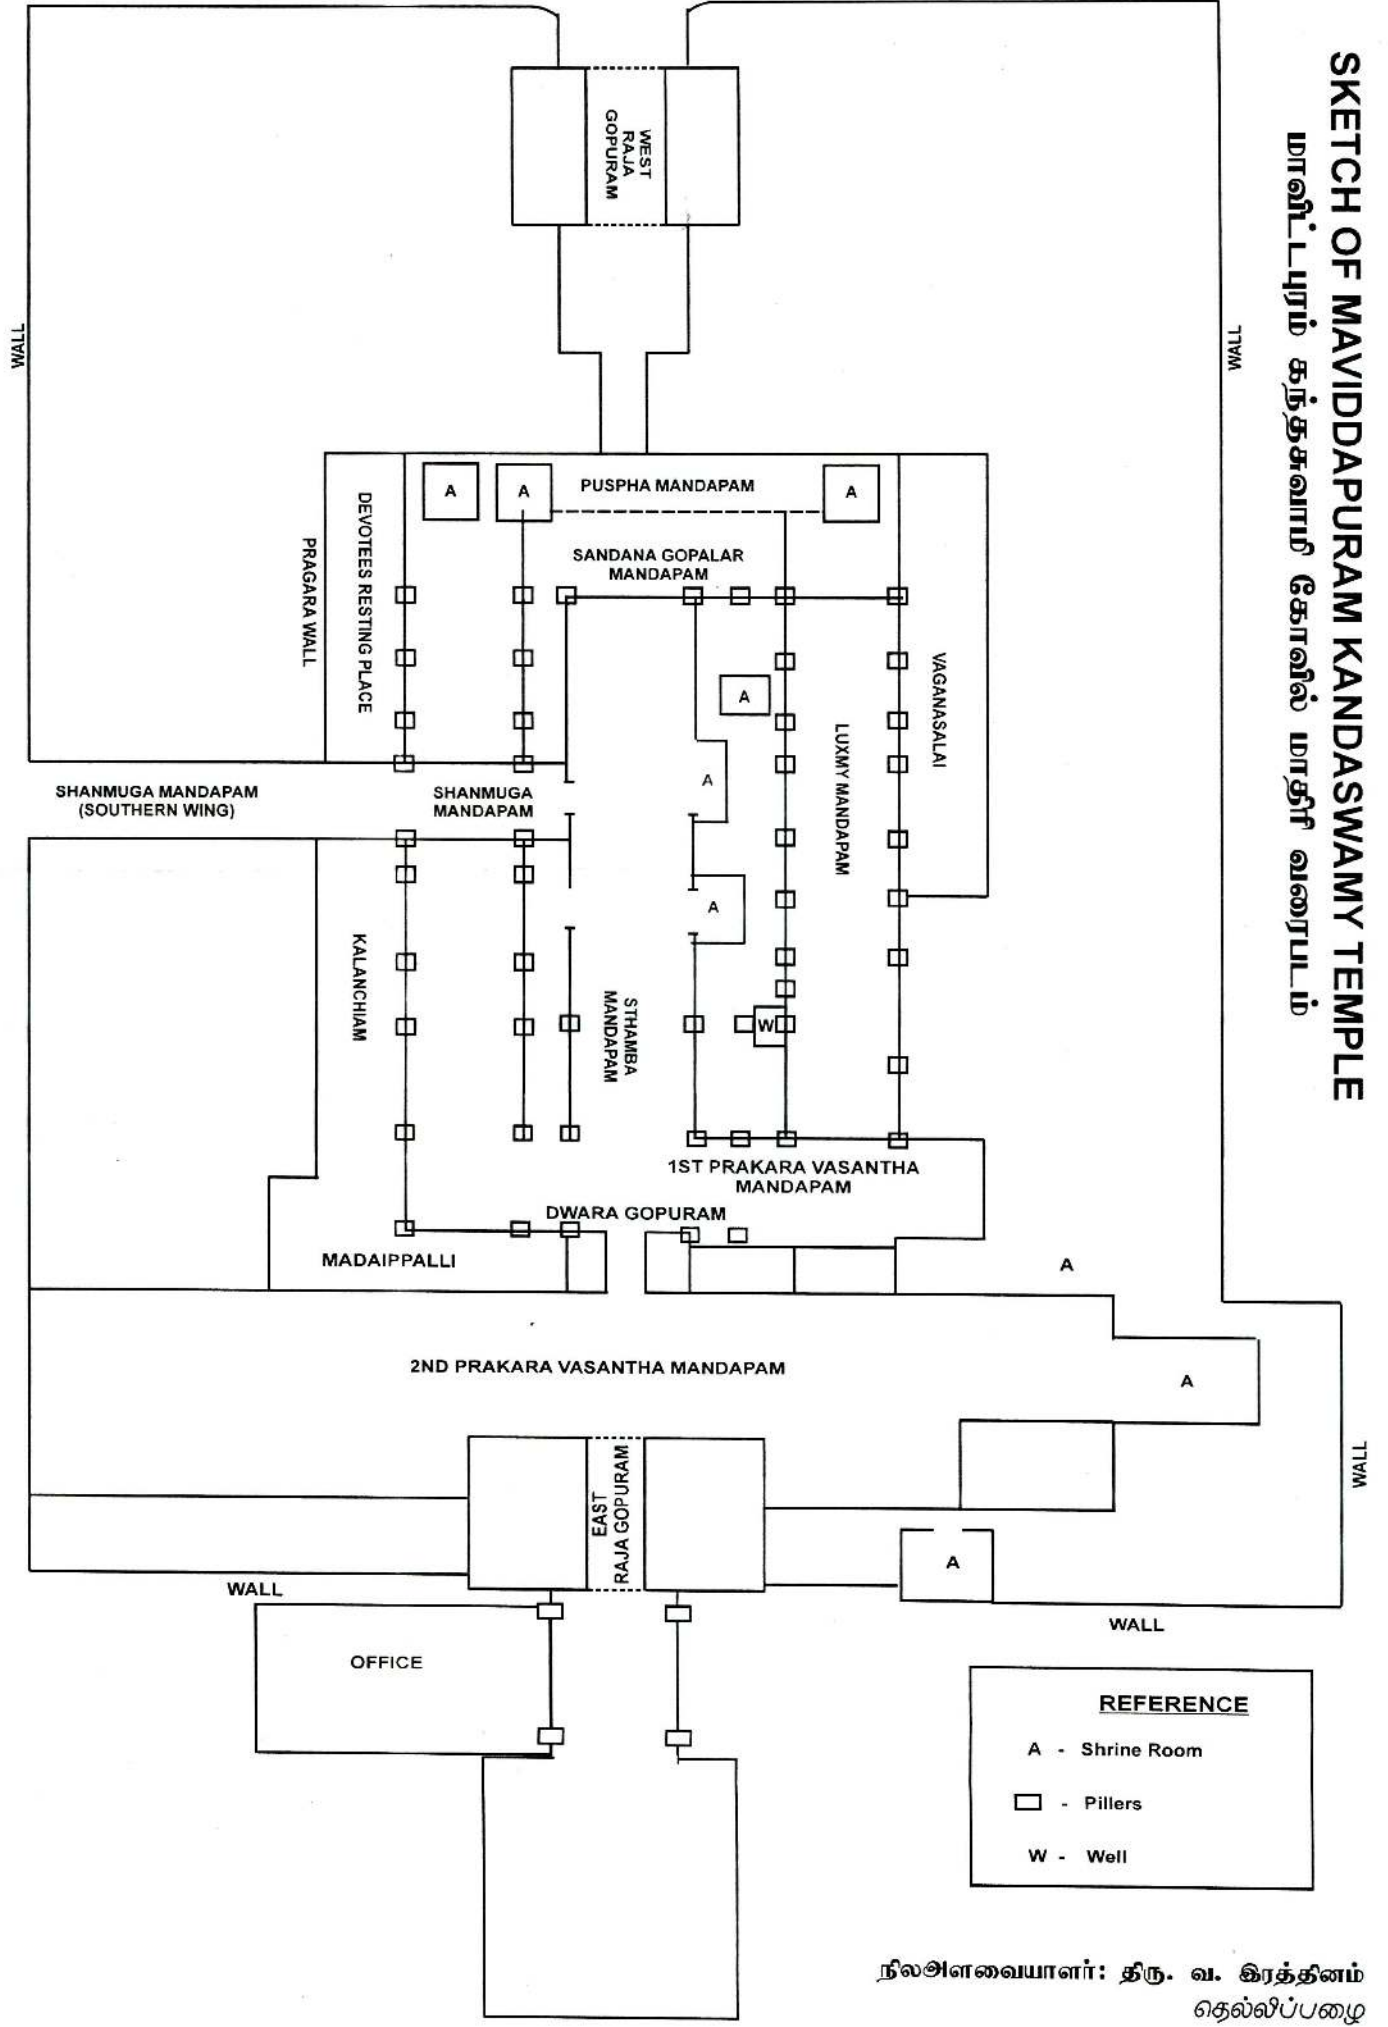 SKETCH OF MAVIDDAPURAM KANDASWAMY TEMPLE
மாவிட்டபுரம் கந்தசுவாமி கோவில் மாதிரி வரைபடம்
WEST
RAJA
GOPURAM
WALL
WALL
A
A
PUSPHA MANDAPAM
A
SANDANA GOPALAR
MANDAPAM
DEVOTEES RESTING PLACE
PRAGARA WALL
VAGANASALAI
A
LUXMY MANDAPAM
A
SHANMUGA MANDAPAM
(SOUTHERN WING)
SHANMUGA
MANDAPAM
A
KALANCHIAM
STHAMBA
MANDAPAM
W
1ST PRAKARA VASANTHA
MANDAPAM
DWARA GOPURAM
MADAIPPALLI
A
2ND PRAKARA VASANTHA MANDAPAM
A
WALL
EAST
RAJA GOPURAM
A
WALL
WALL
OFFICE
REFERENCE
A - Shrine Room
- Pillers
W - Well
நிலஅளவையாளர்: திரு. வ. இரத்தினம்
தெல்லிப்பழை